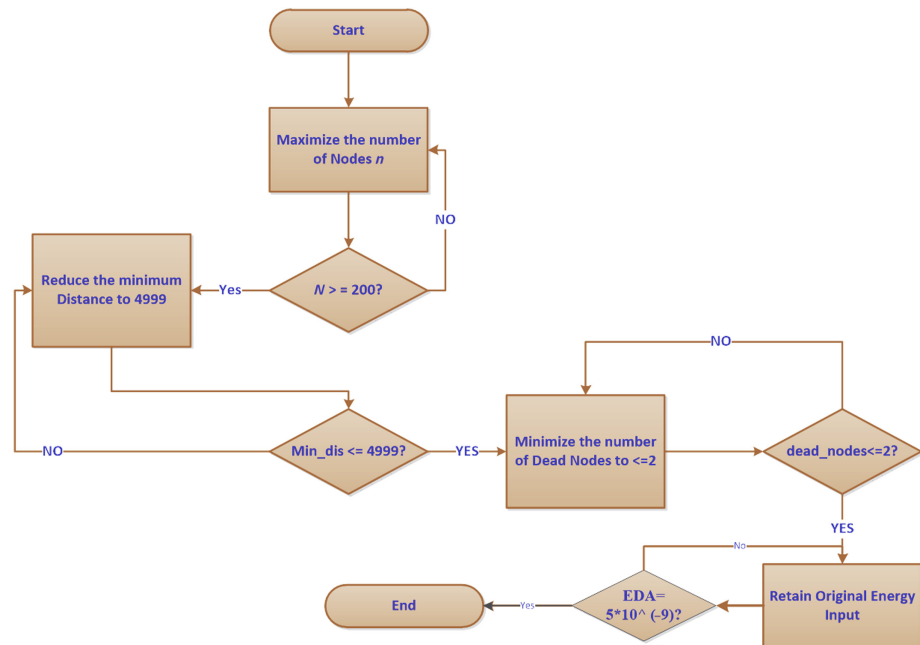 Start
Maximize the number
of Nodes n
NO
N > = 200?
Yes
Reduce the minimum
Distance to 4999
NO
Min_dis <= 4999?
YES
Minimize the number
of Dead Nodes to <=2
NO
dead_nodes<=2?
YES
Retain Original Energy
Input
No
EDA=
5*10^ (–9)?
Yes
End